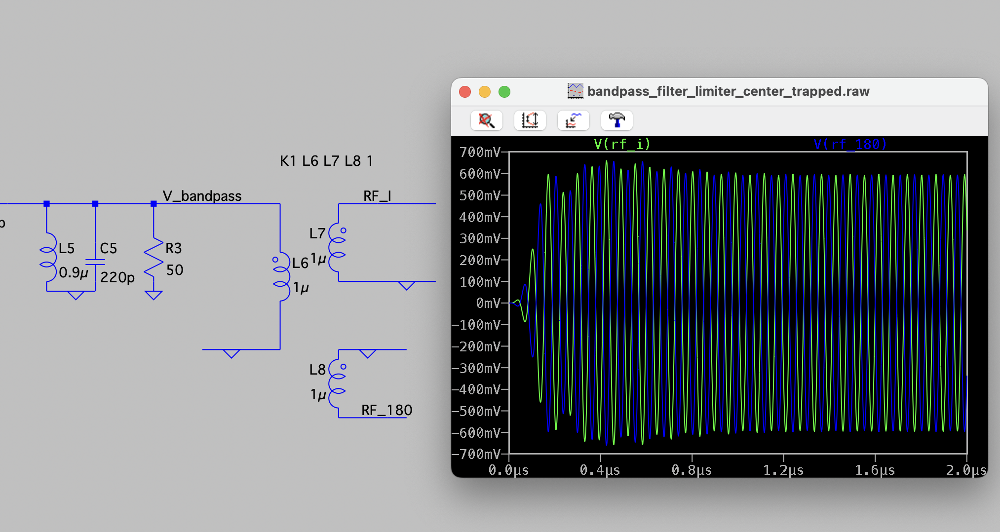 K1 L6 L7 L8 1
V_bandpass
RF_I
p
L7
L5
C5
R3
L6
1µ
50
0.9µ
220p
1µ
L8
1µ
RF_180
bandpass_filter_limiter_center_trapped.raw
V(rf_i)
V(rf_180)
700mV
600mV
500mV
400mV
300mV
200mV
100mV
0mV
-100mV
-200mV
-300mV
-400mV
-500mV
-600mV
-700mV
0.0µs 0.4µs 0.8µs 1.2µs 1.6µs 2.0µs